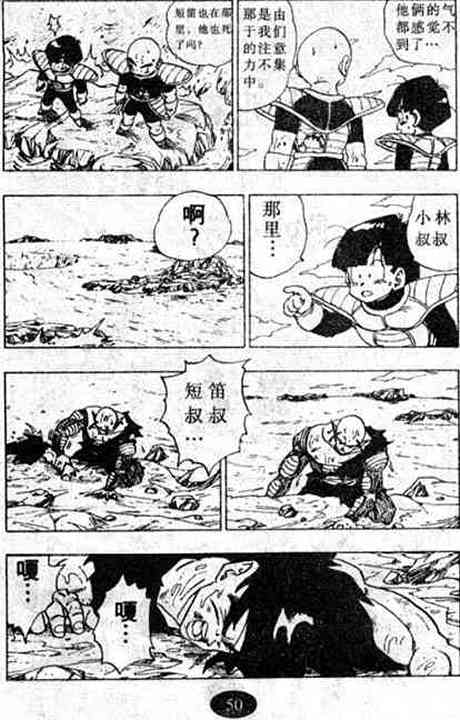 他俩的气
都感觉不
到了…
那是由
于我们
的注意
力不集
中。
短笛也在那
里，他也死
了吗？
小林
叔叔
那
里
…
啊
？
短笛
叔叔
…
嗄
…
嗄
…
50